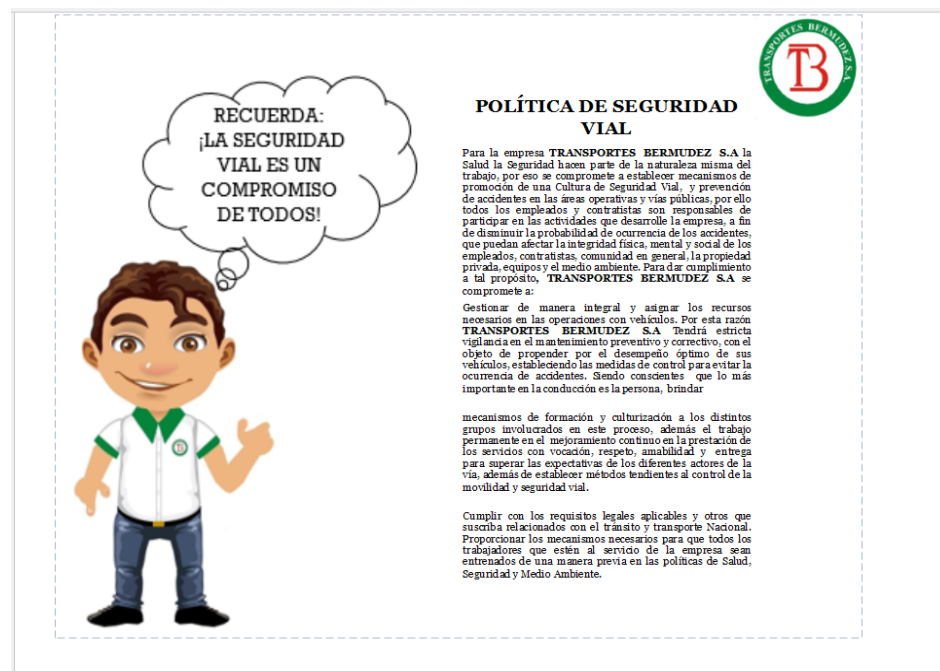 TRANSPORTES BERMUDEZ S.A.
TB
RECUERDA:
¡LA SEGURIDAD
VIAL ES UN
COMPROMISO
DE TODOS!
POLÍTICA DE SEGURIDAD
VIAL
Para la empresa TRANSPORTES BERMUDEZ S.A la
Salud la Seguridad hacen parte de la naturaleza misma del
trabajo, por eso se compromete a establecer mecanismos de
promoción de una Cultura de Seguridad Vial, y prevención
de accidentes en las áreas operativas y vías públicas, por ello
todos los empleados y contratistas son responsables de
participar en las actividades que desarrolle la empresa, a fin
de disminuir la probabilidad de ocurrencia de los accidentes,
que puedan afectar la integridad física, mental y social de los
empleados, contratistas, comunidad en general, la propiedad
privada, equipos y el medio ambiente. Para dar cumplimiento
a tal propósito, TRANSPORTES BERMUDEZ S.A se
compromete a:
Gestionar de manera integral y asignar los recursos
necesarios en las operaciones con vehículos. Por esta razón
TRANSPORTES BERMUDEZ S.A Tendrá estricta
vigilancia en el mantenimiento preventivo y correctivo, con el
objeto de propender por el desempeño óptimo de sus
vehículos, estableciendo las medidas de control para evitar la
ocurrencia de accidentes. Siendo conscientes que lo más
importante en la conducción es la persona, brindar
mecanismos de formación y culturización a los distintos
grupos involucrados en este proceso, además el trabajo
permanente en el mejoramiento continuo en la prestación de
los servicios con vocación, respeto, amabilidad y entrega
para superar las expectativas de los diferentes actores de la
vía, además de establecer métodos tendientes al control de la
movilidad y seguridad vial.
Cumplir con los requisitos legales aplicables y otros que
suscriba relacionados con el tránsito y transporte Nacional.
Proporcionar los mecanismos necesarios para que todos los
trabajadores que estén al servicio de la empresa sean
entrenados de una manera previa en las políticas de Salud,
Seguridad y Medio Ambiente.
TB